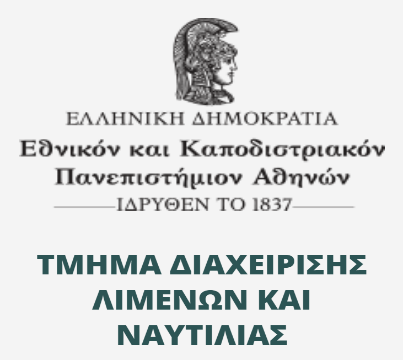 ΕΛΛΗΝΙΚΗ ΔΗΜΟΚΡΑΤΙΑ
Εθνικόν και Καποδιστριακόν
Πανεπιστήμιον Αθηνών
ΙΔΡΥΘΕΝ ΤΟ 1837
ΤΜΗΜΑ ΔΙΑΧΕΙΡΙΣΗΣ
ΛΙΜΕΝΩΝ ΚΑΙ
ΝΑΥΤΙΛΙΑΣ